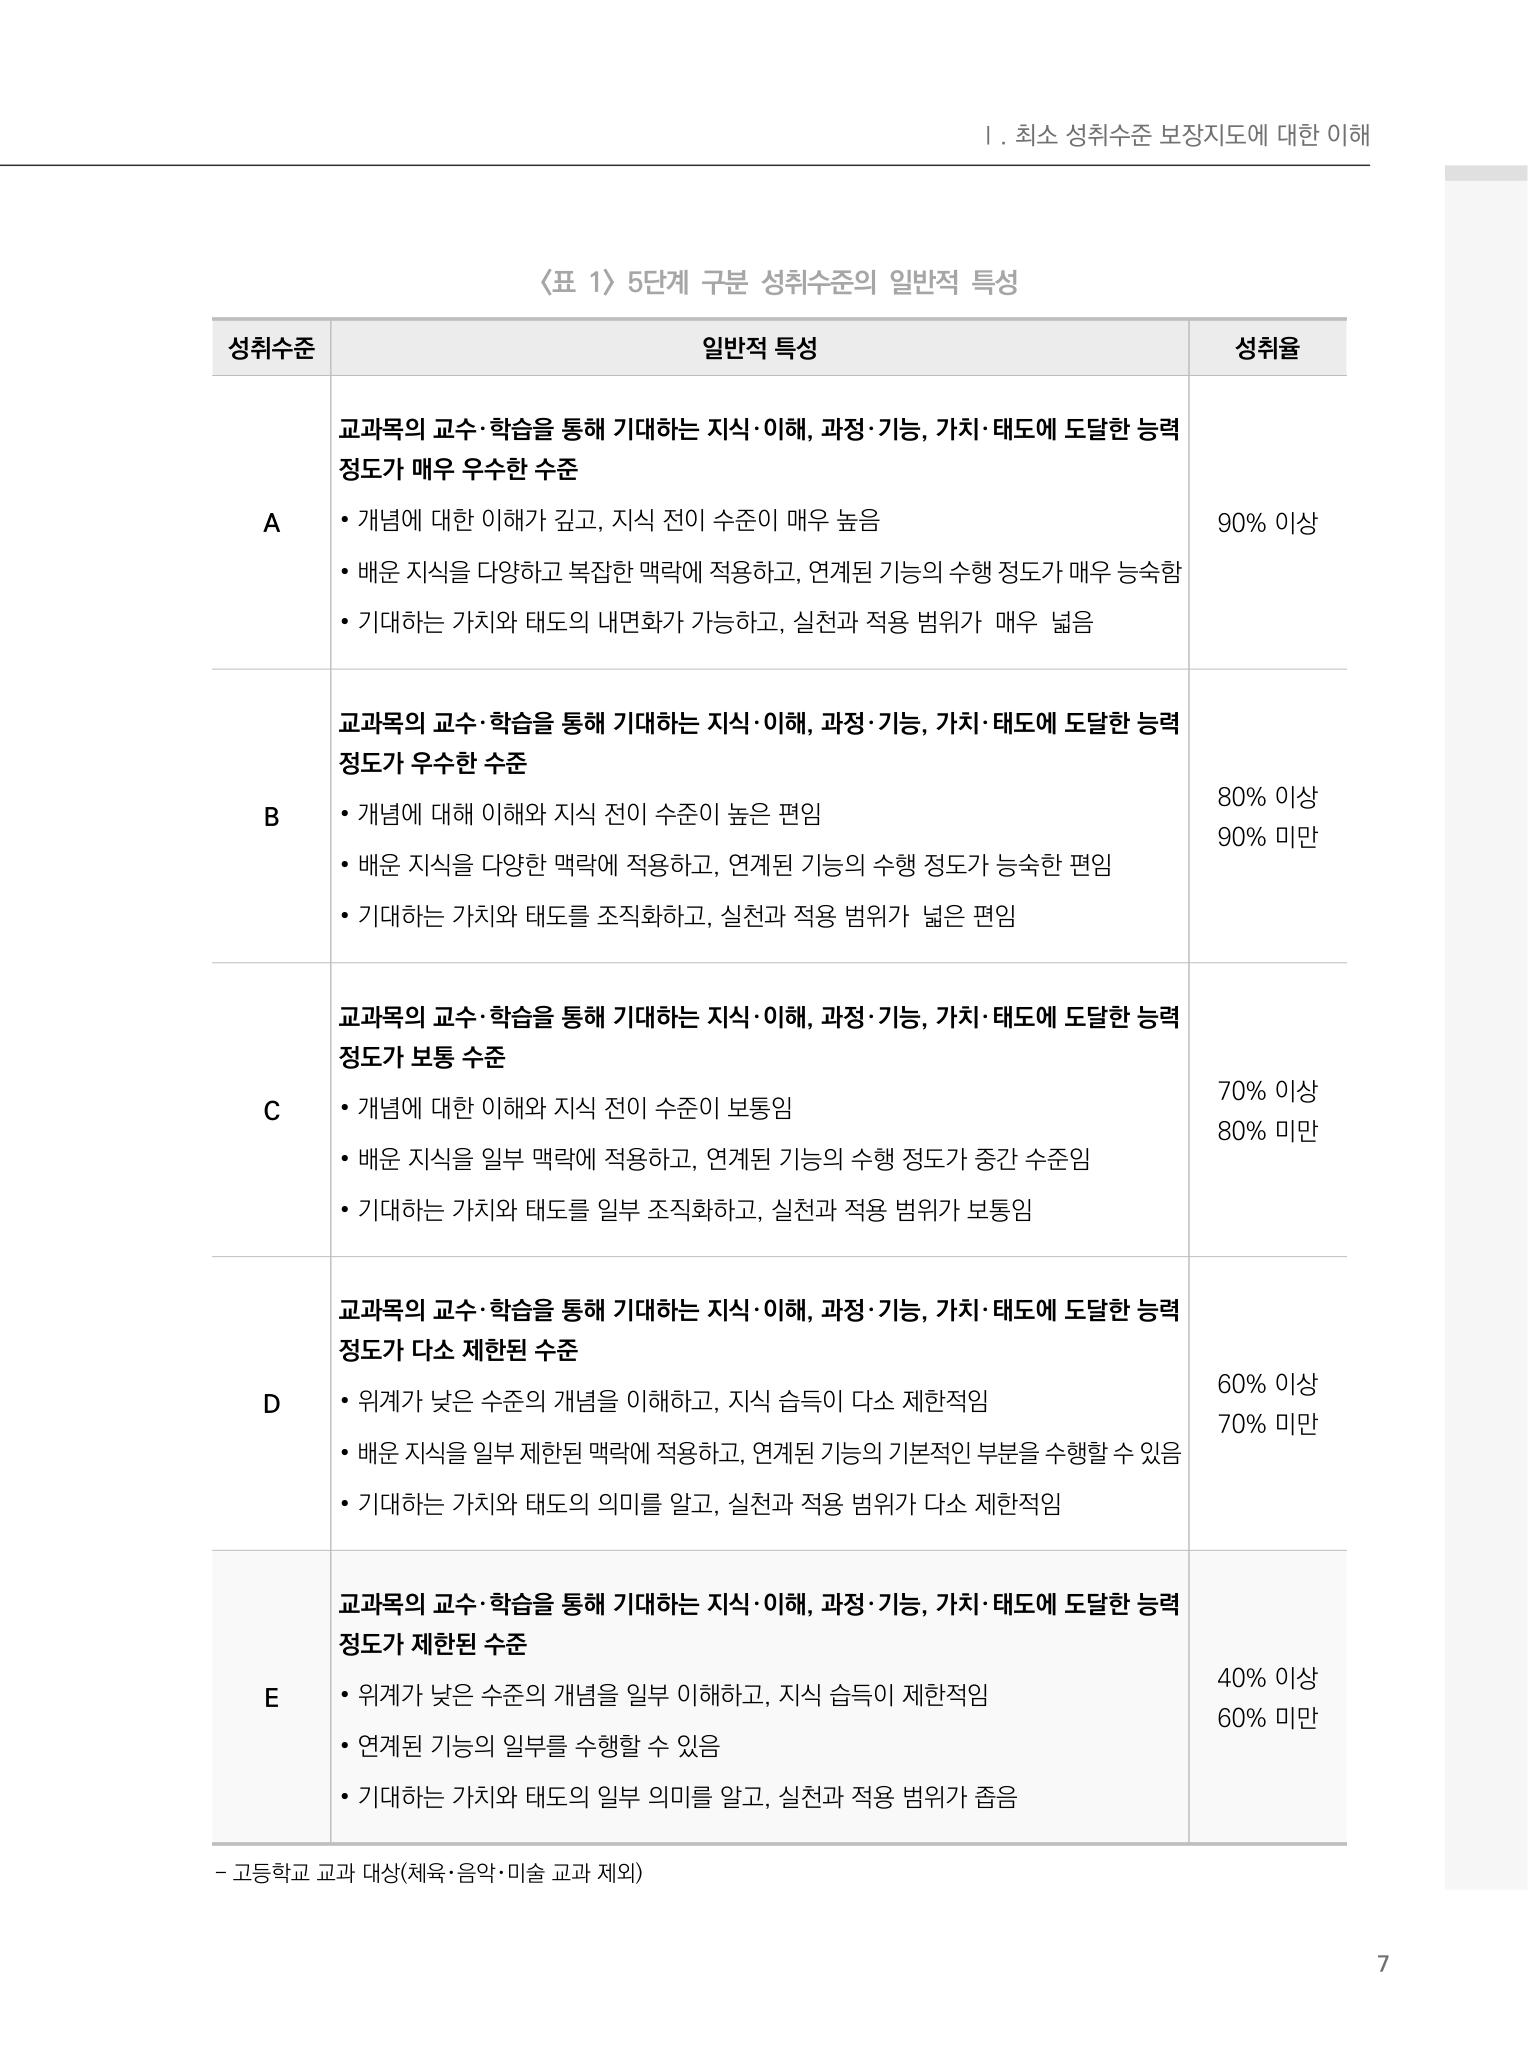 Ⅰ. 최소 성취수준 보장지도에 대한 이해
〈표 1〉 5단계 구분 성취수준의 일반적 특성
성취수준 일반적 특성 성취율
교과목의 교수·학습을 통해 기대하는 지식·이해, 과정·기능, 가치·태도에 도달한 능력
정도가 매우 우수한 수준
• 개념에 대한 이해가 깊고, 지식 전이 수준이 매우 높음
A
90% 이상
• 배운 지식을 다양하고 복잡한 맥락에 적용하고, 연계된 기능의 수행 정도가 매우 능숙함
• 기대하는 가치와 태도의 내면화가 가능하고, 실천과 적용 범위가 매우 넓음
교과목의 교수·학습을 통해 기대하는 지식·이해, 과정·기능, 가치·태도에 도달한 능력
정도가 우수한 수준
B
• 개념에 대해 이해와 지식 전이 수준이 높은 편임
• 배운 지식을 다양한 맥락에 적용하고, 연계된 기능의 수행 정도가 능숙한 편임
• 기대하는 가치와 태도를 조직화하고, 실천과 적용 범위가 넓은 편임
80% 이상
90% 미만
교과목의 교수·학습을 통해 기대하는 지식·이해, 과정·기능, 가치·태도에 도달한 능력
정도가 보통 수준
C
• 개념에 대한 이해와 지식 전이 수준이 보통임
• 배운 지식을 일부 맥락에 적용하고, 연계된 기능의 수행 정도가 중간 수준임
• 기대하는 가치와 태도를 일부 조직화하고, 실천과 적용 범위가 보통임
70% 이상
80% 미만
교과목의 교수·학습을 통해 기대하는 지식·이해, 과정·기능, 가치·태도에 도달한 능력
정도가 다소 제한된 수준
D
• 위계가 낮은 수준의 개념을 이해하고, 지식 습득이 다소 제한적임
• 배운 지식을 일부 제한된 맥락에 적용하고, 연계된 기능의 기본적인 부분을 수행할 수 있음
• 기대하는 가치와 태도의 의미를 알고, 실천과 적용 범위가 다소 제한적임
60% 이상
70% 미만
교과목의 교수·학습을 통해 기대하는 지식·이해, 과정·기능, 가치·태도에 도달한 능력
정도가 제한된 수준
E
• 위계가 낮은 수준의 개념을 일부 이해하고, 지식 습득이 제한적임
• 연계된 기능의 일부를 수행할 수 있음
• 기대하는 가치와 태도의 일부 의미를 알고, 실천과 적용 범위가 좁음
40% 이상
60% 미만
- 고등학교 교과 대상(체육·음악·미술 교과 제외)
7